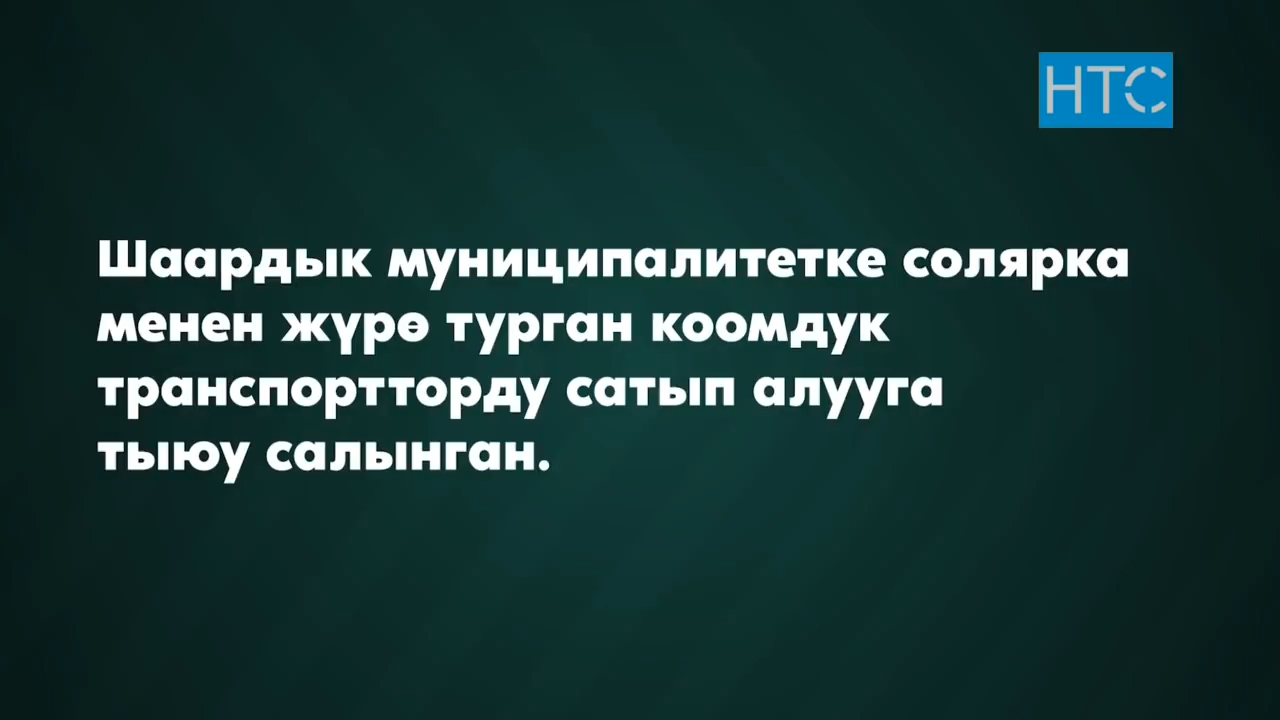 НТС
Шаардык муниципалитетке солярка
менен жүрө турган коомдук
транспортторду сатып алууга
тыюу салынган.